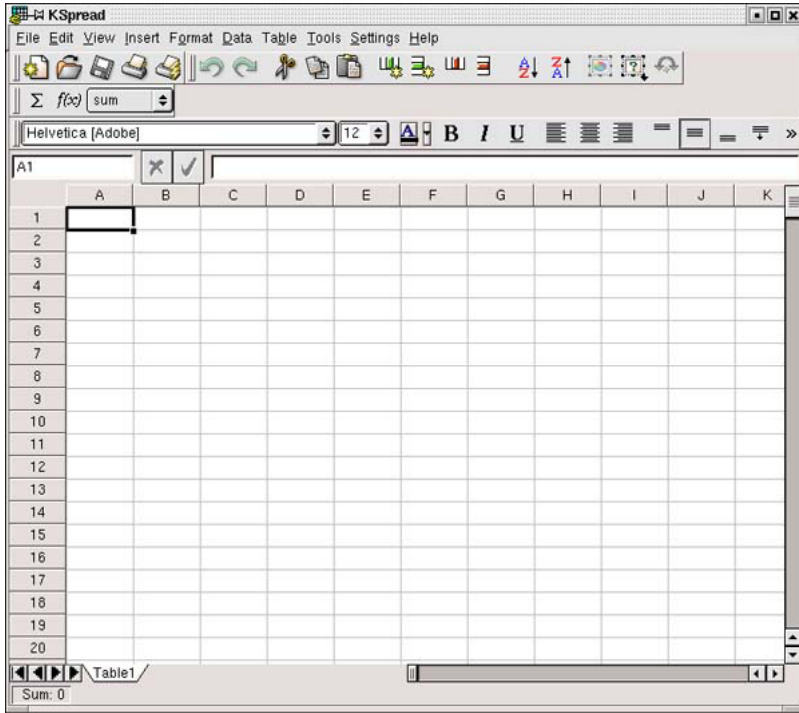 KSpread
File Edit View Insert Format Data Table Tools Settings Help
Σ f(x) sum
Helvetica [Adobe] 12 A B I U »
A1
A B C D E F G H I J K
1
2
3
4
5
6
7
8
9
10
11
12
13
14
15
16
17
18
19
20
Table1
Sum: 0